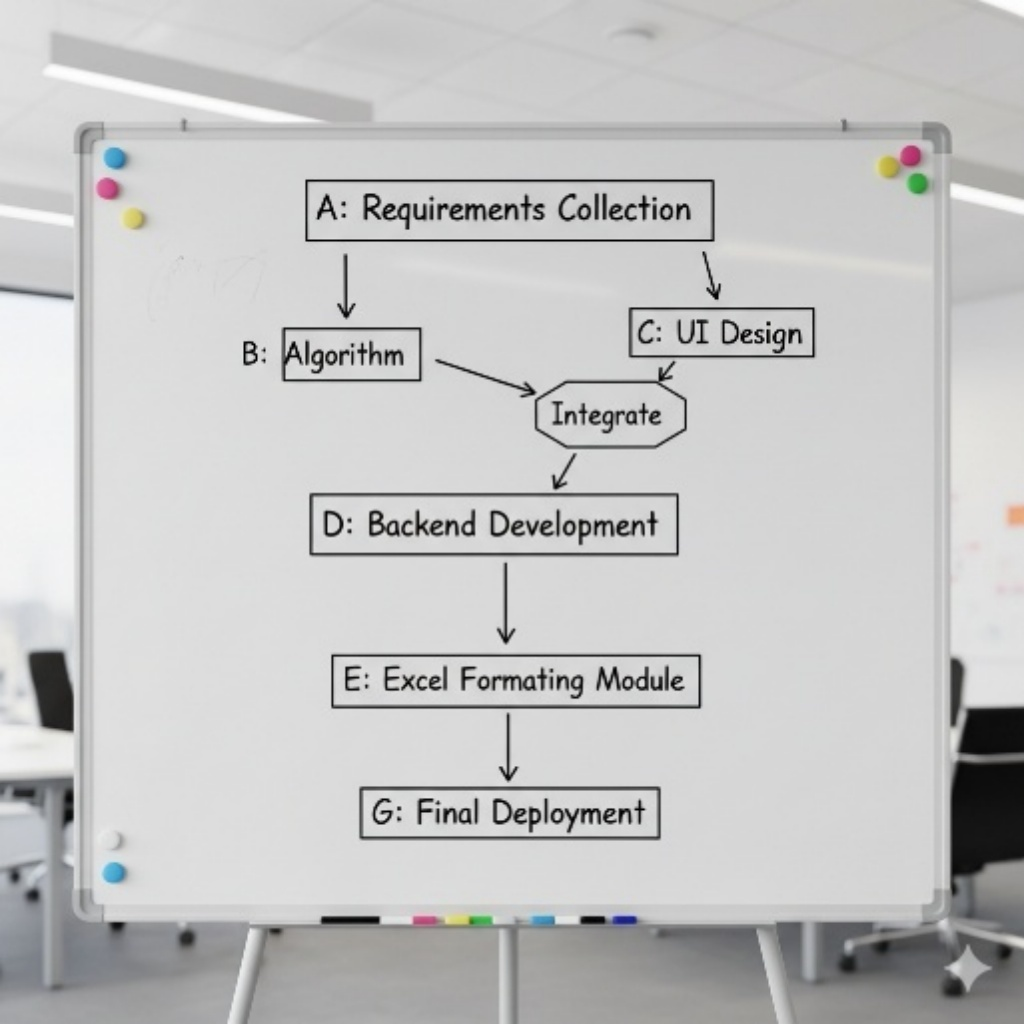 A: Requirements Collection
B: Algorithm
C: UI Design
Integrate
D: Backend Development
E: Excel Formating Module
G: Final Deployment